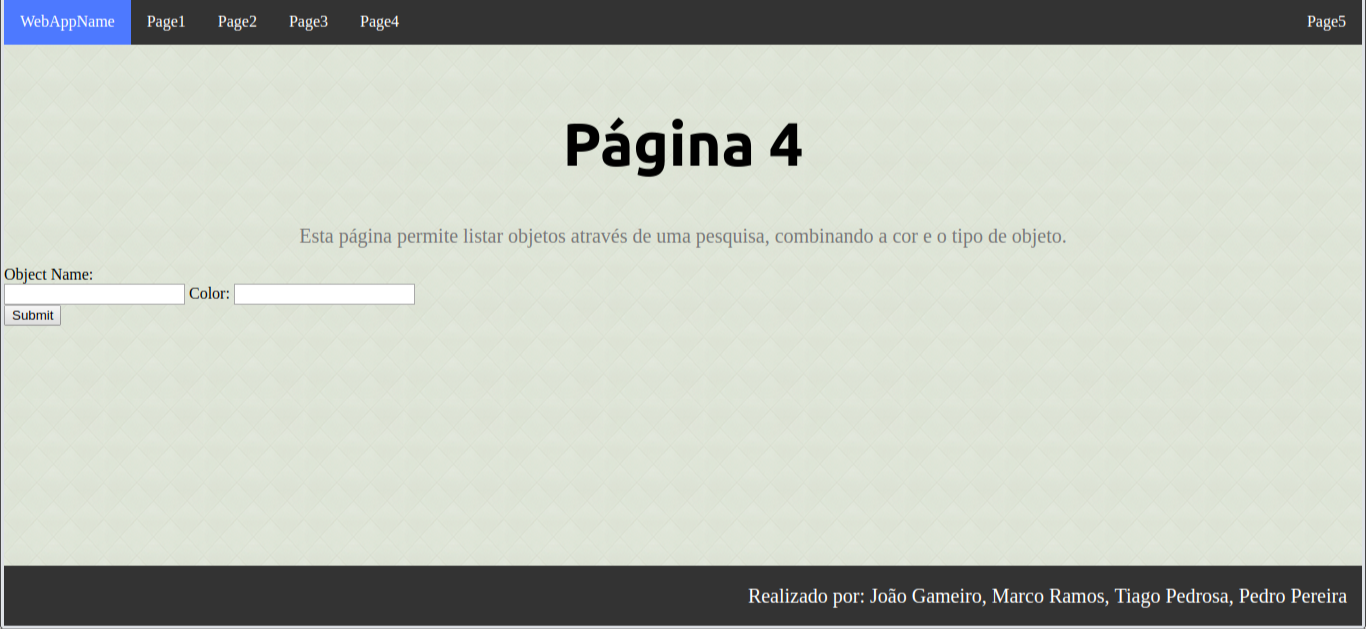 WebAppName Page1 Page2 Page3 Page4 Page5
Página 4
Esta página permite listar objetos através de uma pesquisa, combinando a cor e o tipo de objeto.
Object Name:
Color:
Submit
Realizado por: João Gameiro, Marco Ramos, Tiago Pedrosa, Pedro Pereira